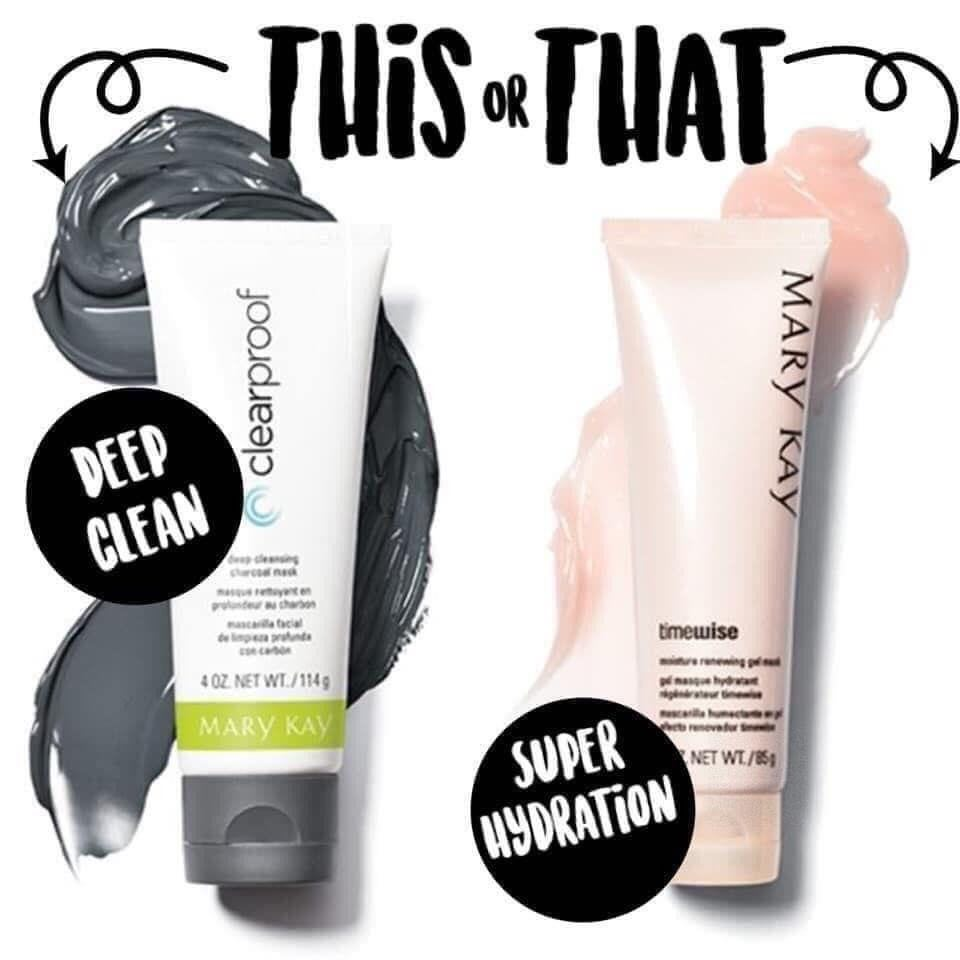 THIS OR THAT
clearproof
DEEP
CLEAN
deep cleansing
charcoal mask
masque nettoyant en
profondeur au charbon
mascarilla facial
de limpieza profunda
con carbón
4 OZ. NET WT./114 g
MARY KAY
MARY KAY
timewise
moisture renewing gel mask
gel masque hydratant
régénérateur timewise
mascarilla humectante en gel
efecto renovador timewise
NET WT./85 g
SUPER
HYDRATION